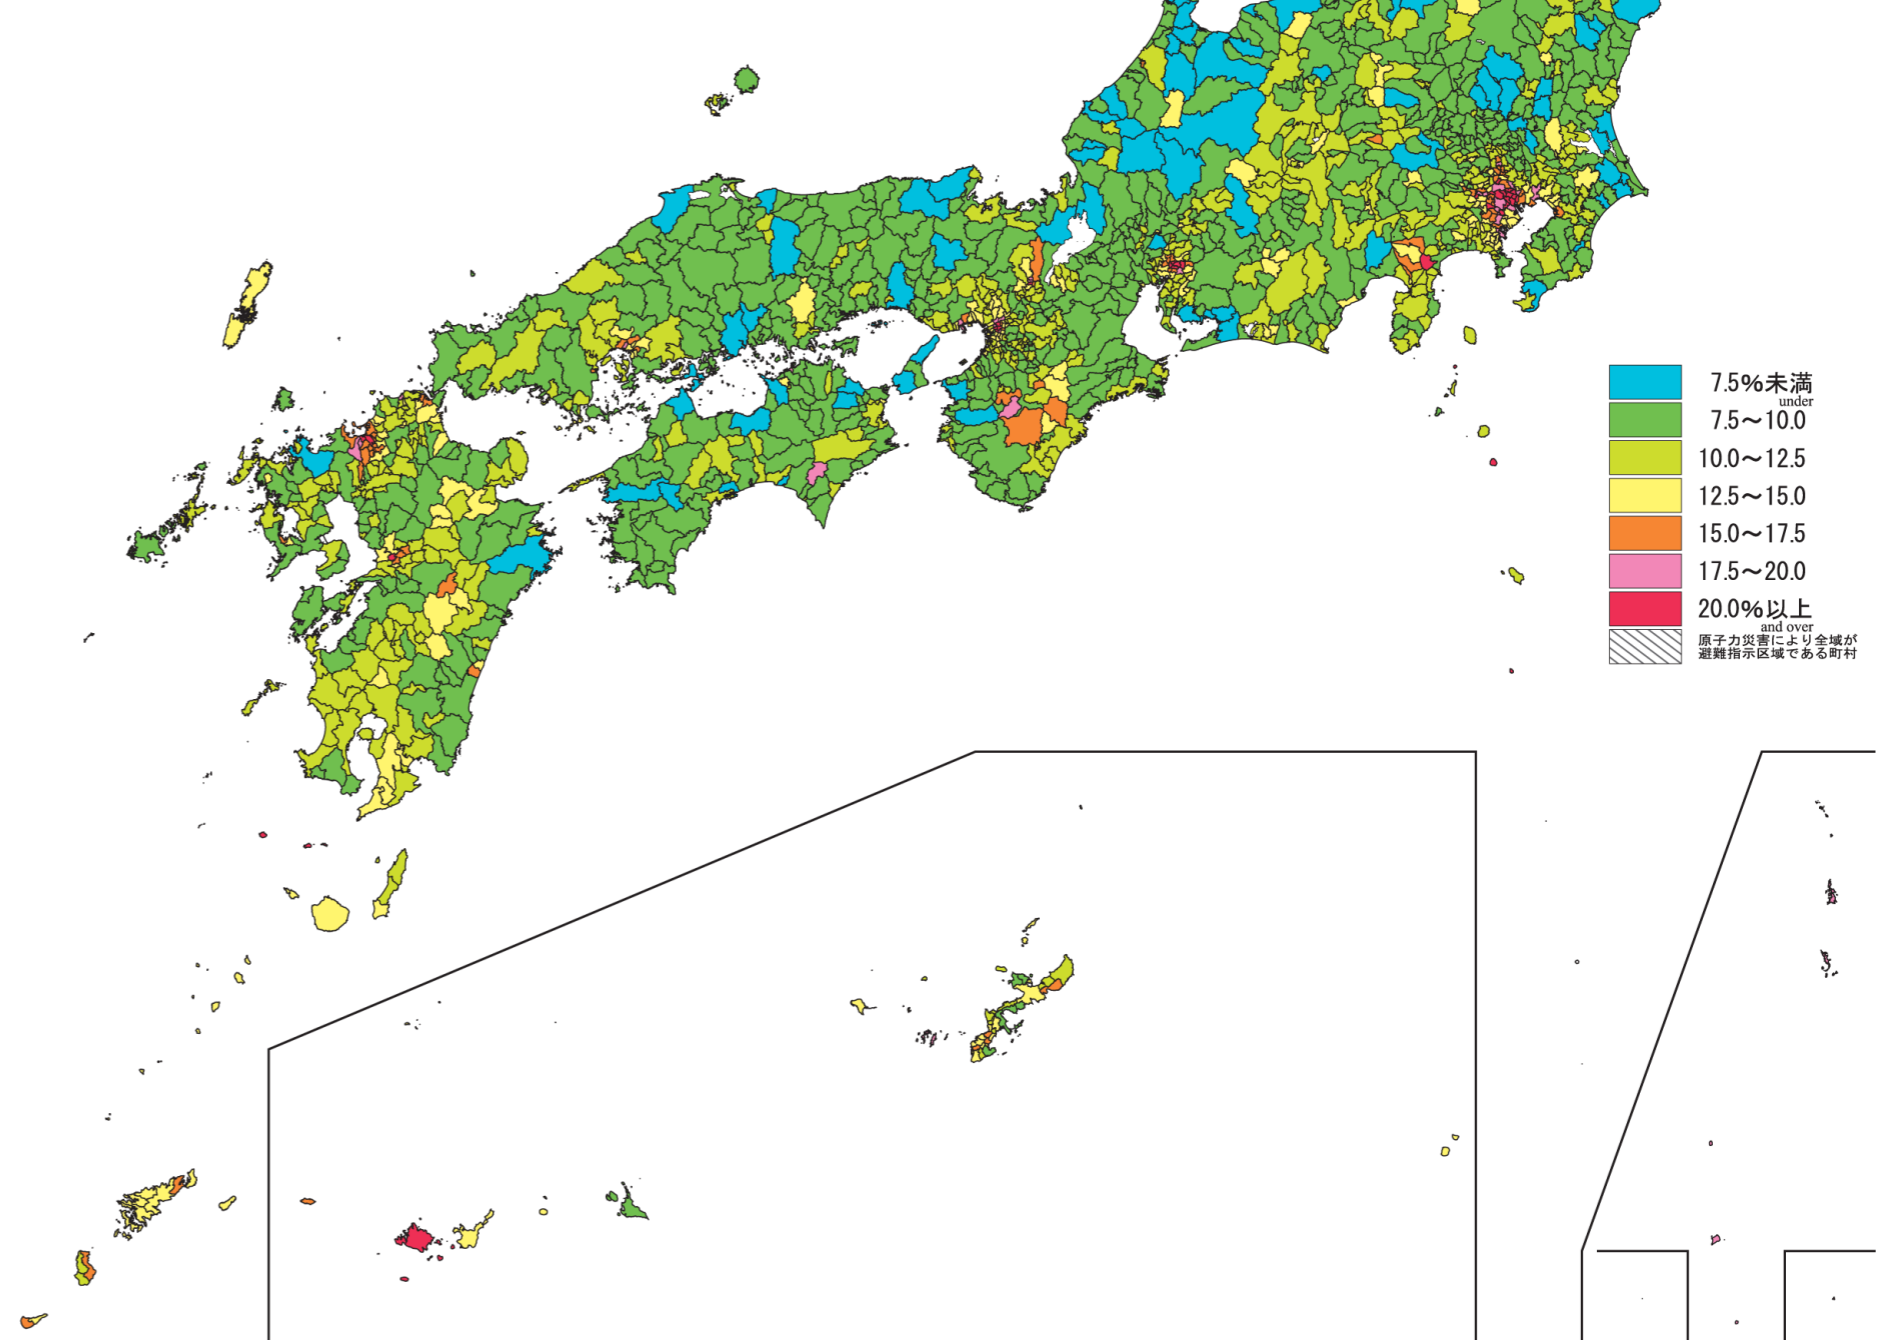 7.5%未満
under
7.5～10.0
10.0～12.5
12.5～15.0
15.0～17.5
17.5～20.0
20.0%以上
and over
原子力災害により全域が
避難指示区域である町村